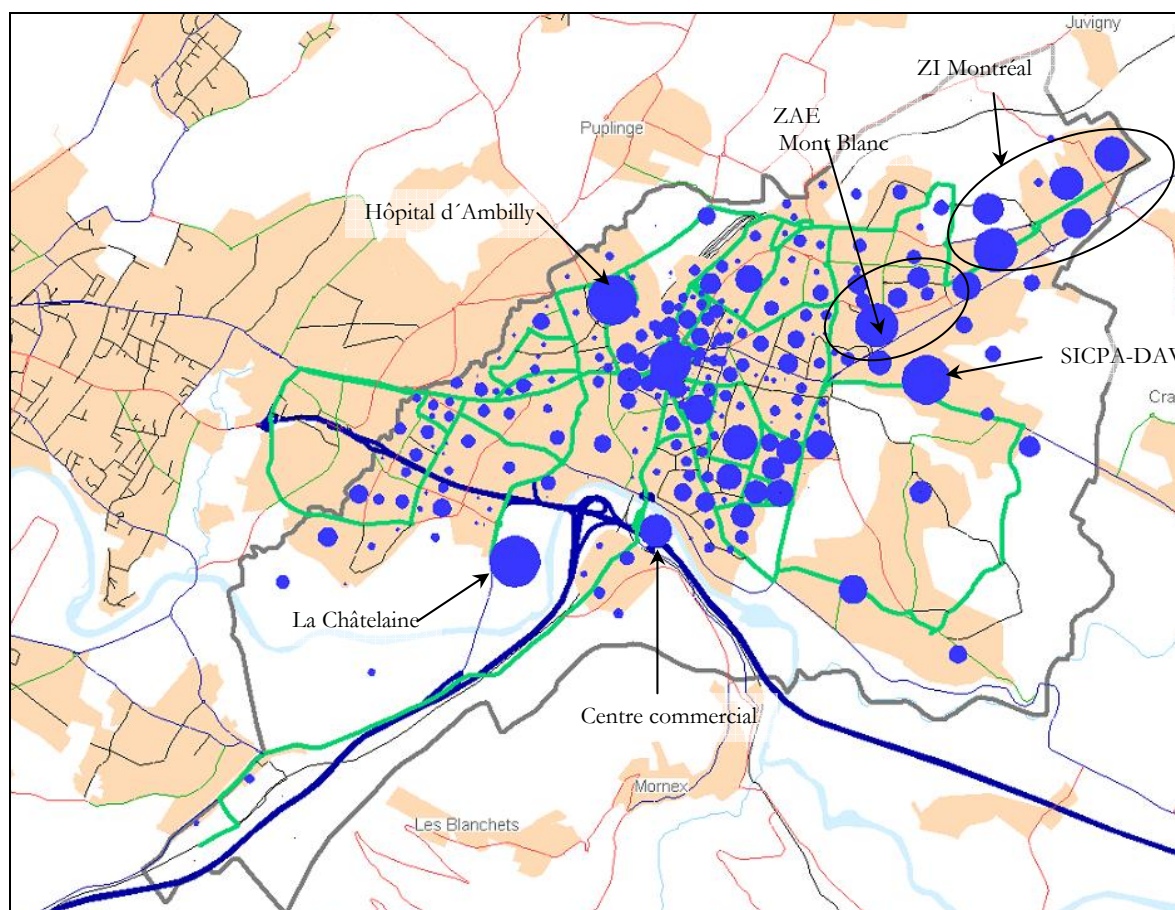 Juvigny
ZI Montréal
ZAE
Mont Blanc
Puplinge
Hôpital d´Ambilly
SICPA-DAV
Cra
La Châtelaine
Centre commercial
Mornex
Les Blanchets